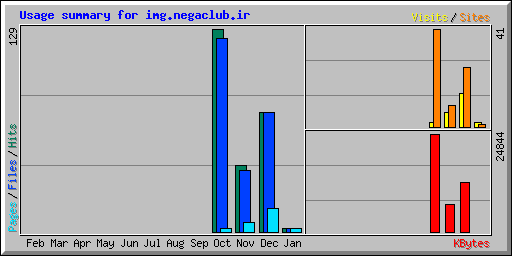 Usage summary for img.negaclub.ir
Visits/Sites
129
41
24844
Pages/Files/Hits
Feb Mar Apr May Jun Jul Aug Sep Oct Nov Dec Jan
KBytes